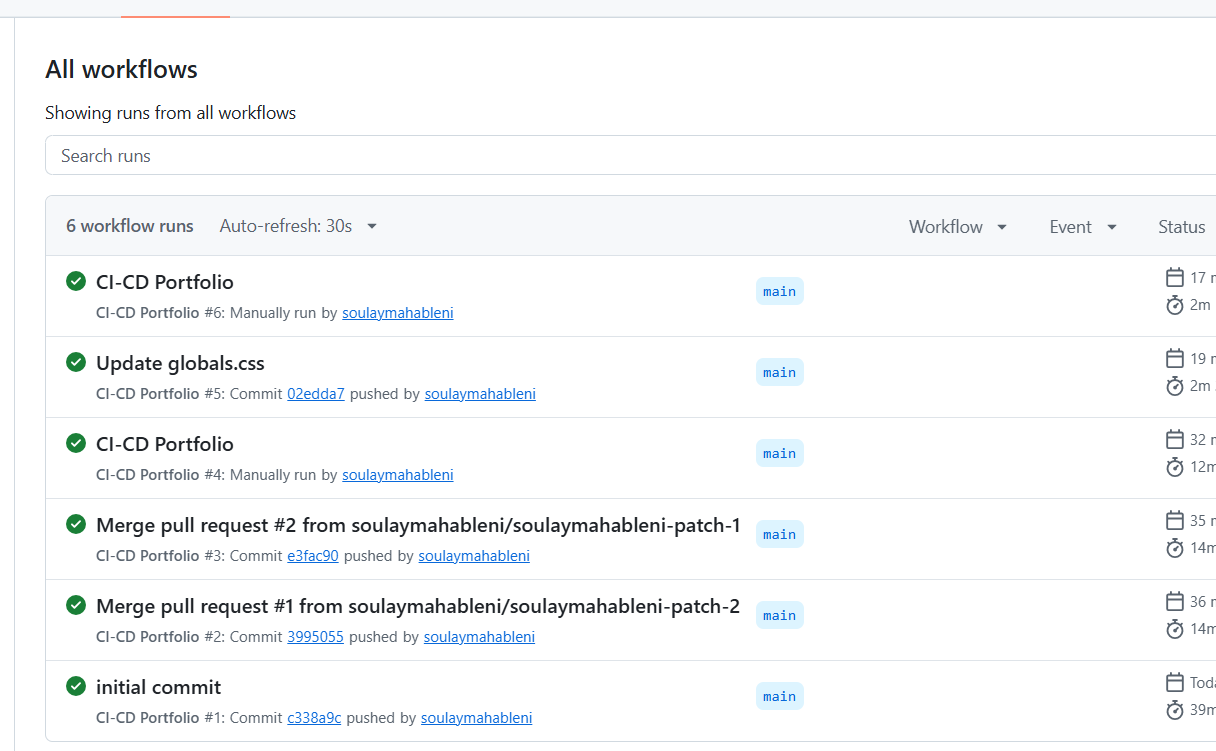 All workflows
Showing runs from all workflows
Search runs
6 workflow runs Auto-refresh: 30s Workflow Event Status
CI-CD Portfolio main 17
CI-CD Portfolio #6: Manually run by soulaymahableni 2m
Update globals.css main 19
CI-CD Portfolio #5: Commit 02edda7 pushed by soulaymahableni 2m
CI-CD Portfolio main 32
CI-CD Portfolio #4: Manually run by soulaymahableni 12m
Merge pull request #2 from soulaymahableni/soulaymahableni-patch-1 main 35
CI-CD Portfolio #3: Commit e3fac90 pushed by soulaymahableni 14m
Merge pull request #1 from soulaymahableni/soulaymahableni-patch-2 main 36
CI-CD Portfolio #2: Commit 3995055 pushed by soulaymahableni 14m
initial commit main
CI-CD Portfolio #1: Commit c338a9c pushed by soulaymahableni 39m